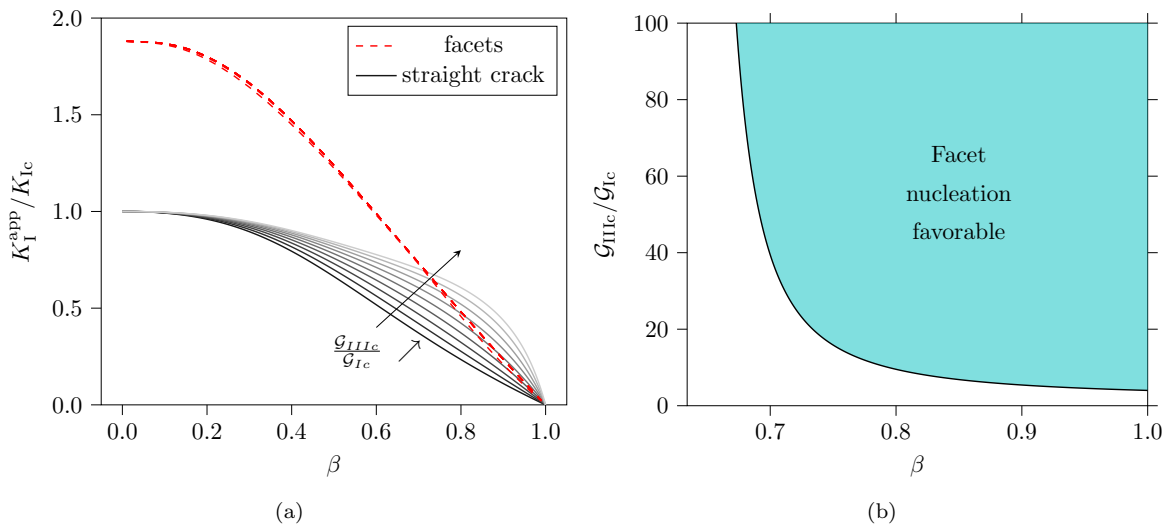 2.0
1.5
1.0
0.5
0.0
K_I^app/K_Ic
facets
straight crack
𝒢_IIIc/𝒢_Ic
0.0 0.2 0.4 0.6 0.8 1.0
β
(a)
100
80
60
40
20
0
𝒢_IIIc/𝒢_Ic
Facet
nucleation
favorable
0.7 0.8 0.9 1.0
β
(b)